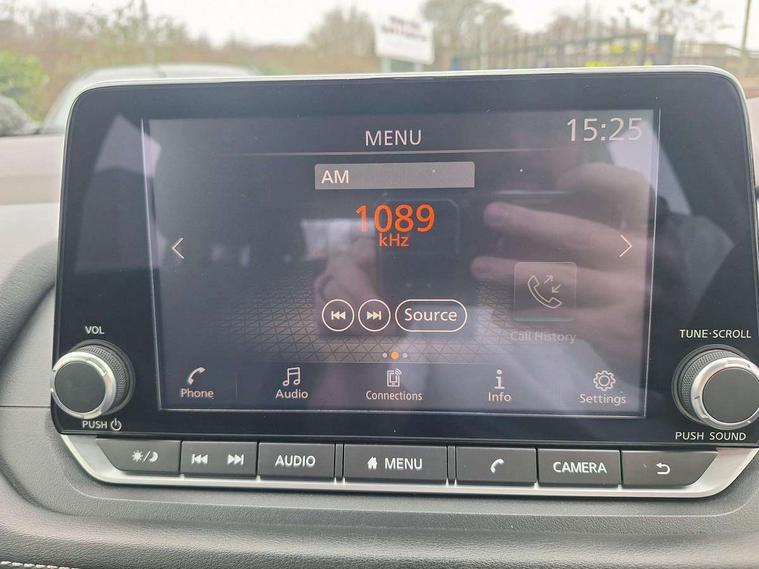 MENU
15:25
AM
1089
kHz
Source
Call History
Phone
Audio
Connections
Info
Settings
VOL
PUSH
TUNE·SCROLL
PUSH SOUND
AUDIO
MENU
CAMERA